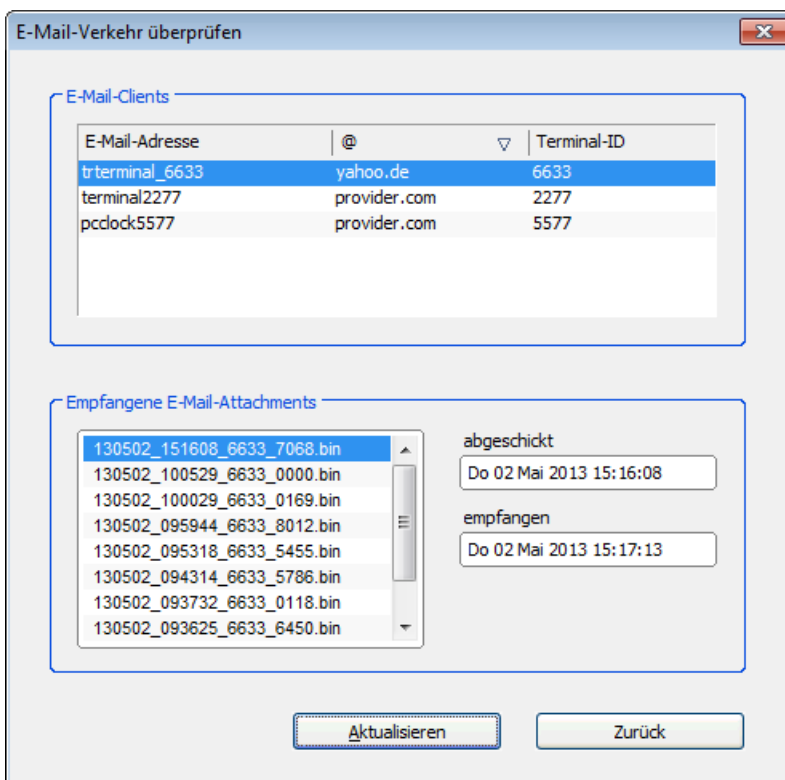 E-Mail-Verkehr überprüfen
E-Mail-Clients
E-Mail-Adresse @ Terminal-ID
trterminal_6633 yahoo.de 6633
terminal2277 provider.com 2277
pcclock5577 provider.com 5577
Empfangene E-Mail-Attachments
130502_151608_6633_7068.bin
130502_100529_6633_0000.bin
130502_100029_6633_0169.bin
130502_095944_6633_8012.bin
130502_095318_6633_5455.bin
130502_094314_6633_5786.bin
130502_093732_6633_0118.bin
130502_093625_6633_6450.bin
abgeschickt
Do 02 Mai 2013 15:16:08
empfangen
Do 02 Mai 2013 15:17:13
Aktualisieren
Zurück